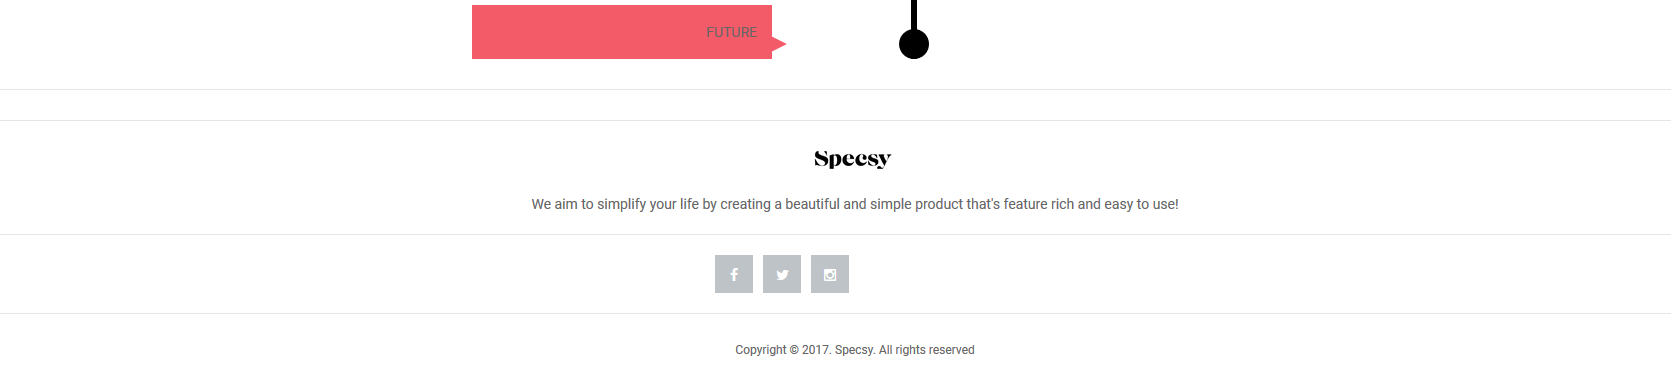 FUTURE
Specsy
We aim to simplify your life by creating a beautiful and simple product that's feature rich and easy to use!
Copyright © 2017. Specsy. All rights reserved